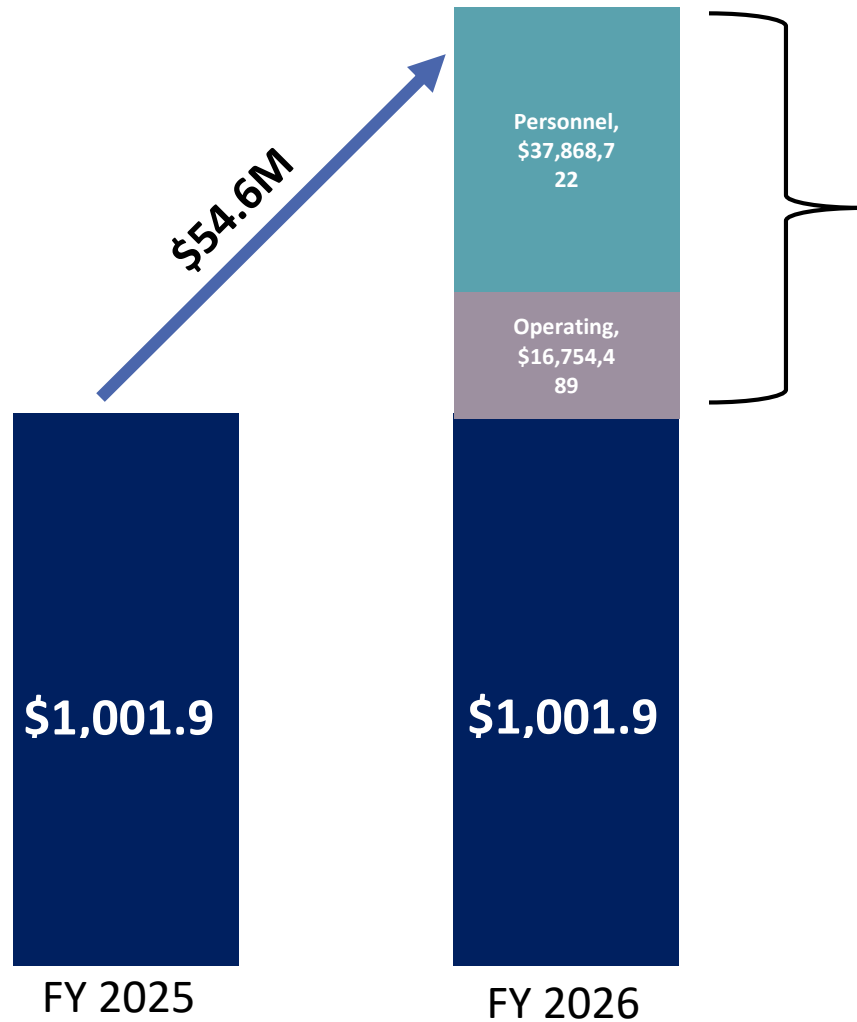 Personnel,
$37,868,7
22
$54.6M
Operating,
$16,754,4
89
$1,001.9
$1,001.9
FY 2025
FY 2026